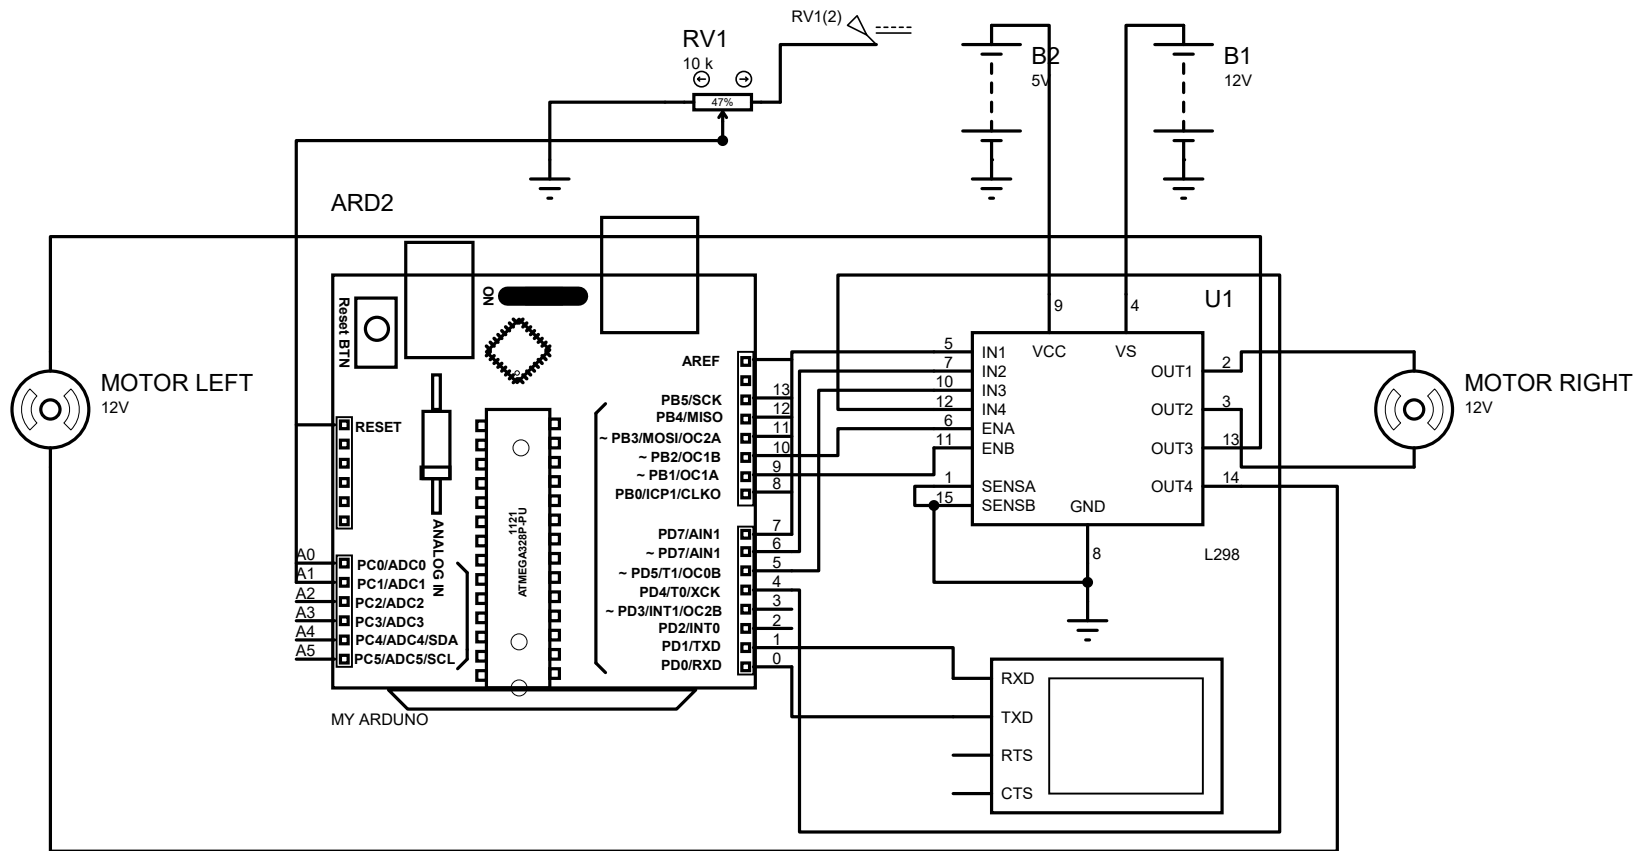 RV1(2)
RV1
10 k
47%
B2
5V
B1
12V
ARD2
ON
Reset BTN
U1
9
4
MOTOR LEFT
12V
MOTOR RIGHT
12V
AREF
PB5/SCK 13
PB4/MISO 12
~ PB3/MOSI/OC2A 11
~ PB2/OC1B 10
~ PB1/OC1A 9
PB0/ICP1/CLKO 8
PD7/AIN1 7
~ PD7/AIN1 6
~ PD5/T1/OC0B 5
PD4/T0/XCK 4
~ PD3/INT1/OC2B 3
PD2/INT0 2
PD1/TXD 1
PD0/RXD 0
RESET
ANALOG IN
1121
ATMEGA328P-PU
A0 PC0/ADC0
A1 PC1/ADC1
A2 PC2/ADC2
A3 PC3/ADC3
A4 PC4/ADC4/SDA
A5 PC5/ADC5/SCL
MY ARDUNO
VCC VS
5 IN1
7 IN2
10 IN3
12 IN4
6 ENA
11 ENB
1 SENSA
15 SENSB
GND
8
OUT1 2
OUT2 3
OUT3 13
OUT4 14
L298
RXD
TXD
RTS
CTS